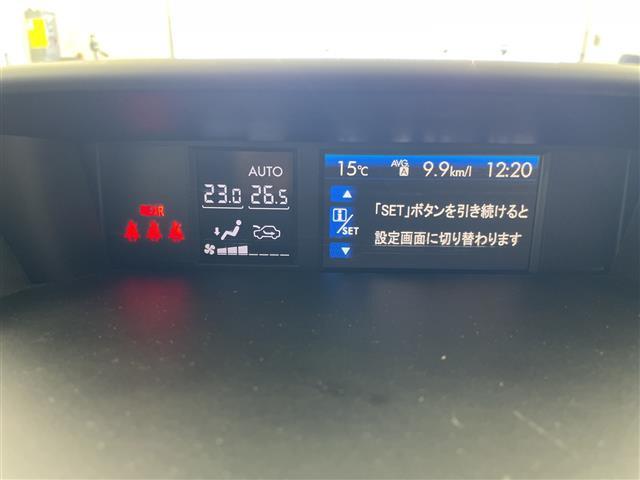 AUTO
23.0 26.5
REAR
15℃ AVG. A 9.9km/l 12:20
i/SET
「SET」ボタンを引き続けると
設定画面に切り替わります